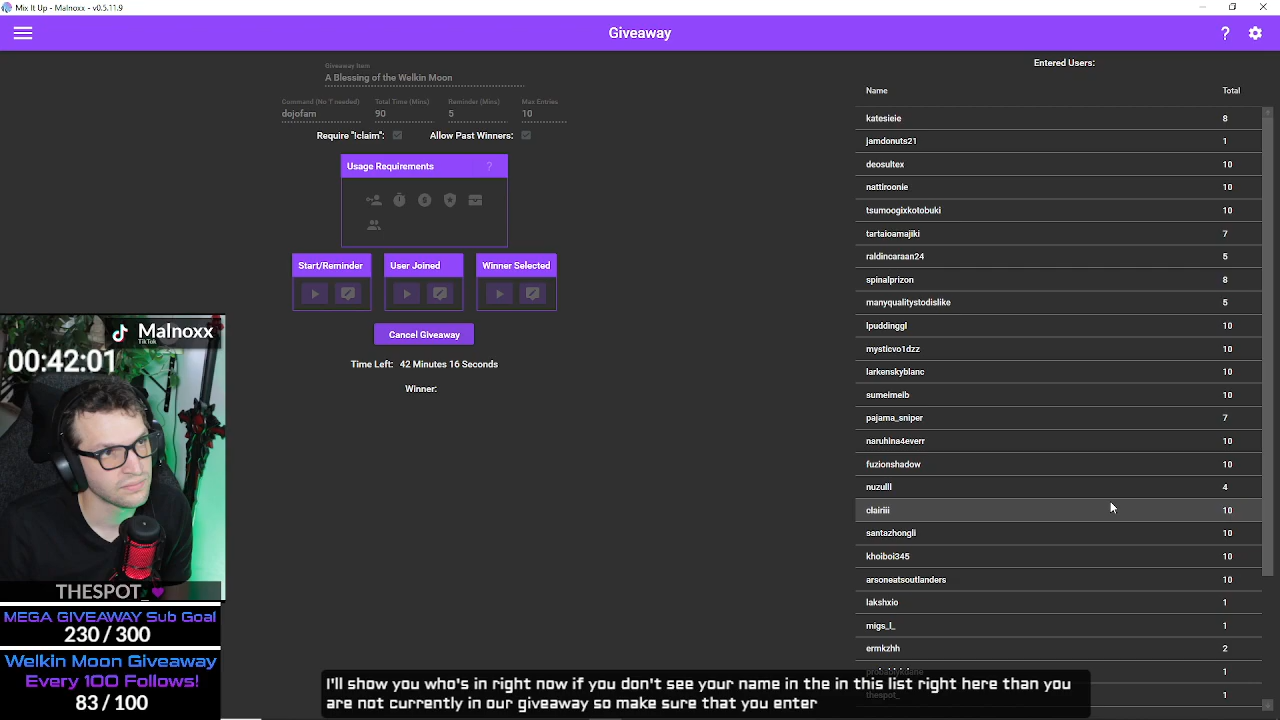 Mix It Up - Malnoxx - v0.5.11.9
Giveaway
?
Giveaway Item
A Blessing of the Welkin Moon
Command (No '!' needed) Total Time (Mins) Reminder (Mins) Max Entries
dojofam 90 5 10
Require "!claim": Allow Past Winners:
Usage Requirements ?
Start/Reminder User Joined Winner Selected
Cancel Giveaway
Time Left: 42 Minutes 16 Seconds
Winner:
Entered Users:
Name Total
katesieie 8
jamdonuts21 1
deosultex 10
nattiroonie 10
tsumoogixkotobuki 10
tartaioamajiki 7
raldincaraan24 5
spinalprizon 8
manyqualitystodislike 5
lpuddinggl 10
mystlovo1dzz 10
larkenskyblanc 10
sumeimeib 10
pajama_sniper 7
naruhina4everr 10
fuzionshadow 10
nuzulll 4
clairiii 10
santazhongli 10
khoiboi345 10
arsoneatsoutlanders 10
lakshxio 1
migs_l_ 1
ermkzhh 2
probablykdane
thespot_ 1
Malnoxx
TikTok
00:42:01
THESPOT_
MEGA GIVEAWAY Sub Goal
230 / 300
Welkin Moon Giveaway
Every 100 Follows!
83 / 100
I'll show you who's in right now if you don't see your name in the in this list right here than you
are not currently in our giveaway so make sure that you enter